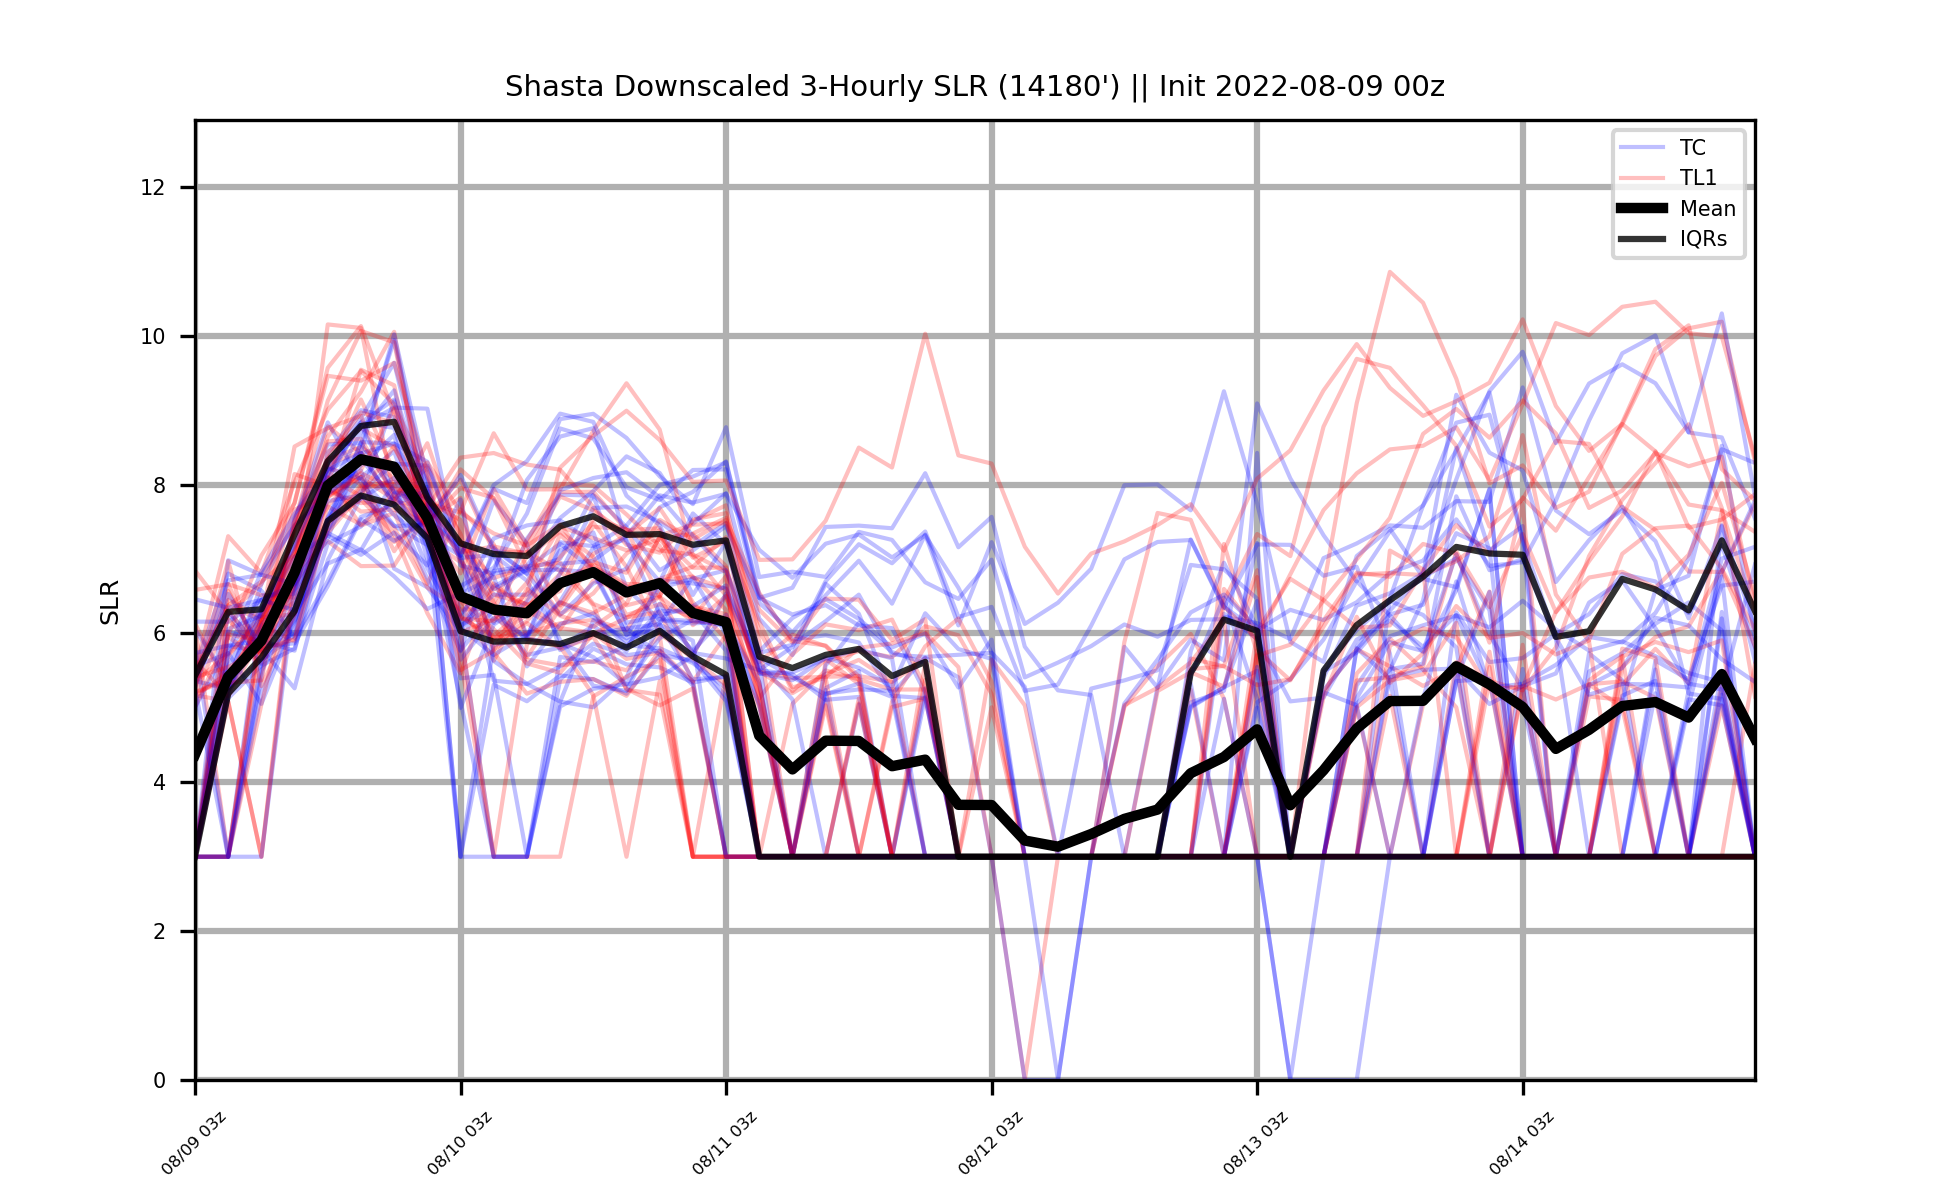 Shasta Downscaled 3-Hourly SLR (14180') || Init 2022-08-09 00z
TC
TL1
Mean
IQRs
SLR
12
10
8
6
4
2
0
08/09 03z
08/10 03z
08/11 03z
08/12 03z
08/13 03z
08/14 03z